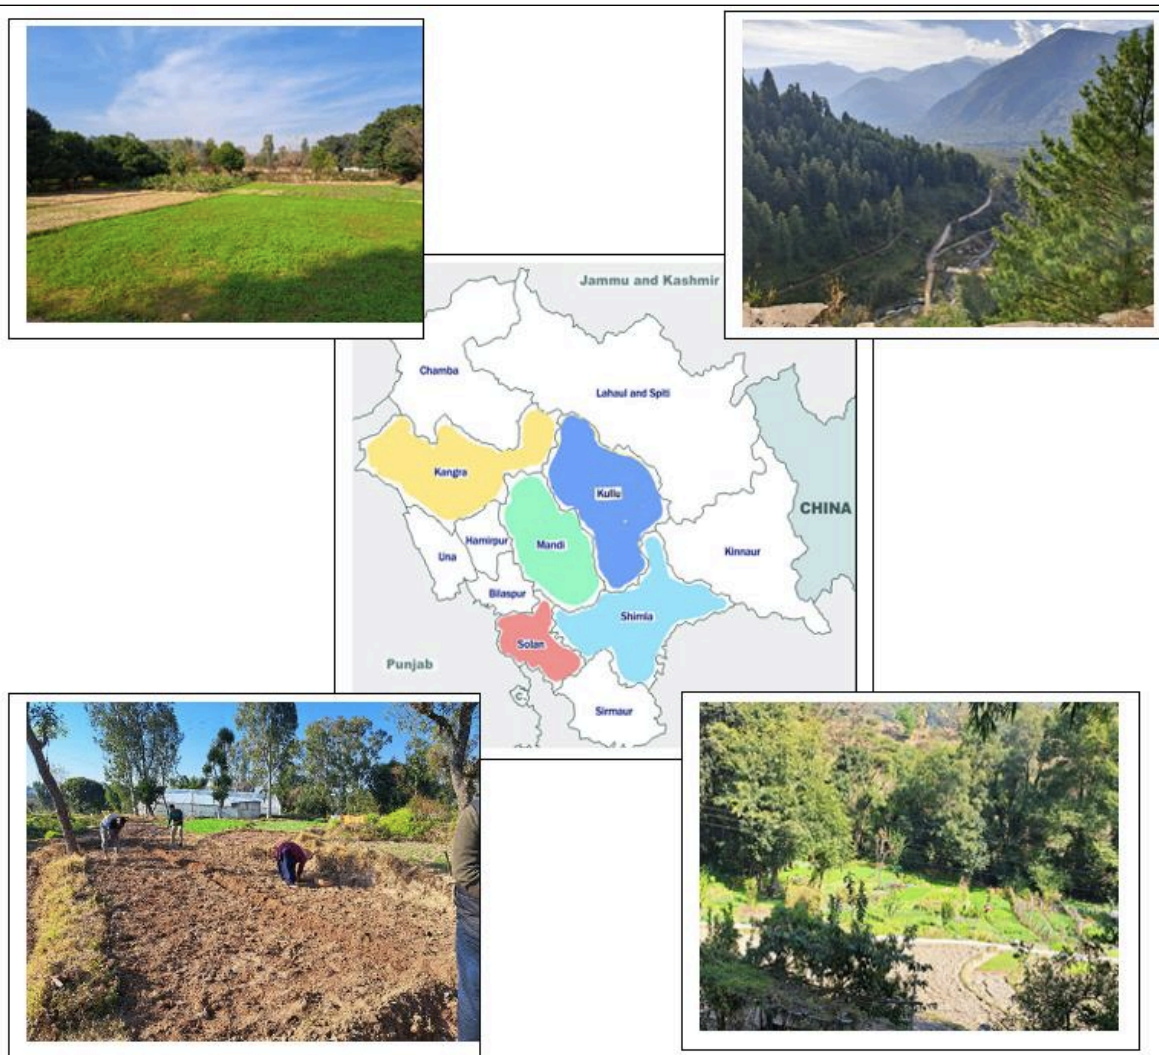 Jammu and Kashmir
Chamba
Lahaul and Spiti
Kangra
Kullu
CHINA
Hamirpur
Mandi
Una
Kinnaur
Bilaspur
Shimla
Solan
Punjab
Sirmaur